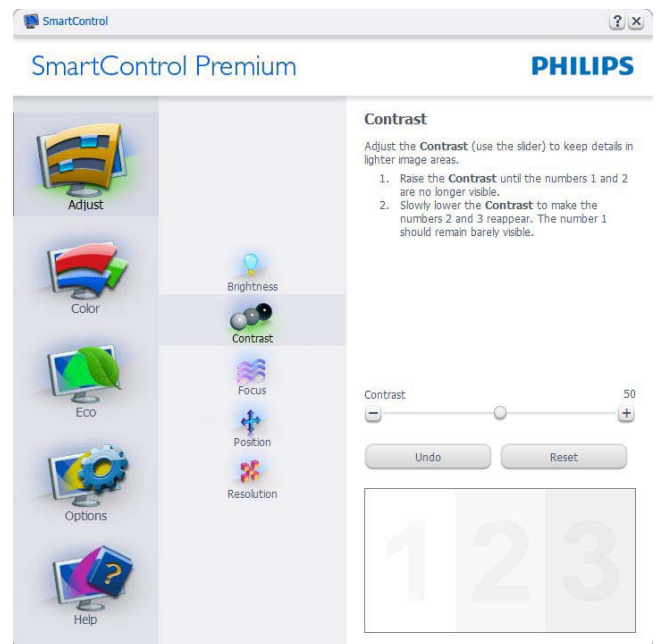 SmartControl
SmartControl Premium
PHILIPS
Adjust
Color
Eco
Options
Help
Brightness
Contrast
Focus
Position
Resolution
Contrast
Adjust the Contrast (use the slider) to keep details in
lighter image areas.
1. Raise the Contrast until the numbers 1 and 2
are no longer visible.
2. Slowly lower the Contrast to make the
numbers 2 and 3 reappear. The number 1
should remain barely visible.
Contrast 50
Undo Reset
1 2 3